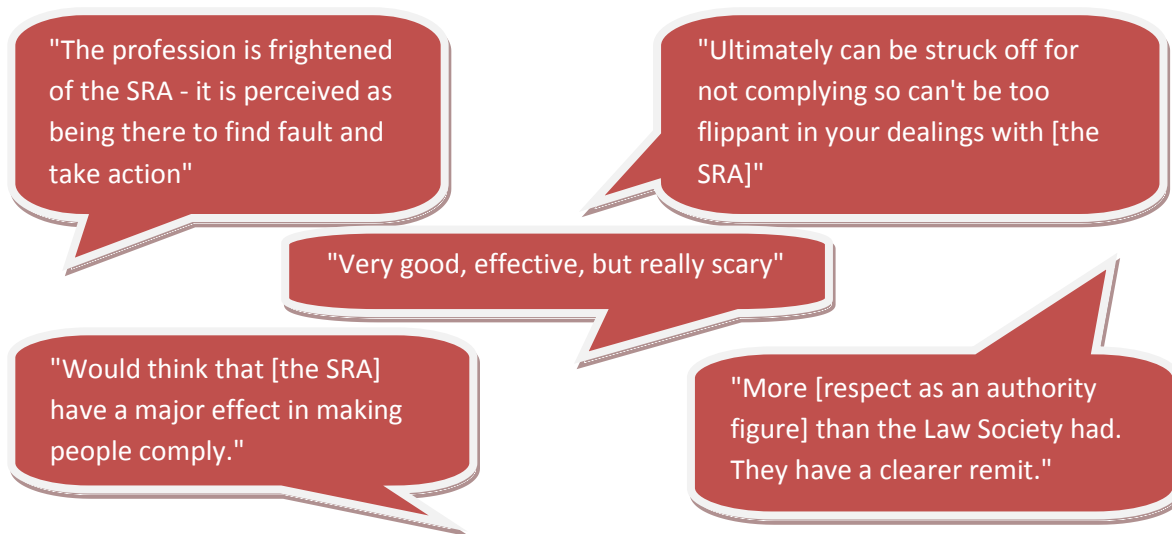 "The profession is frightened
of the SRA - it is perceived as
being there to find fault and
take action"
"Ultimately can be struck off for
not complying so can't be too
flippant in your dealings with [the
SRA]"
"Very good, effective, but really scary"
"Would think that [the SRA]
have a major effect in making
people comply."
"More [respect as an authority
figure] than the Law Society had.
They have a clearer remit."